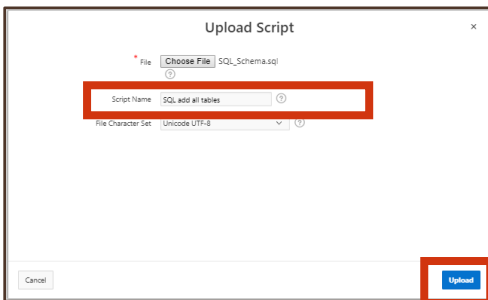 Upload Script ×
* File Choose File SQL_Schema.sql
?
Script Name SQL add all tables ?
File Character Set Unicode UTF-8 ?
Cancel Upload